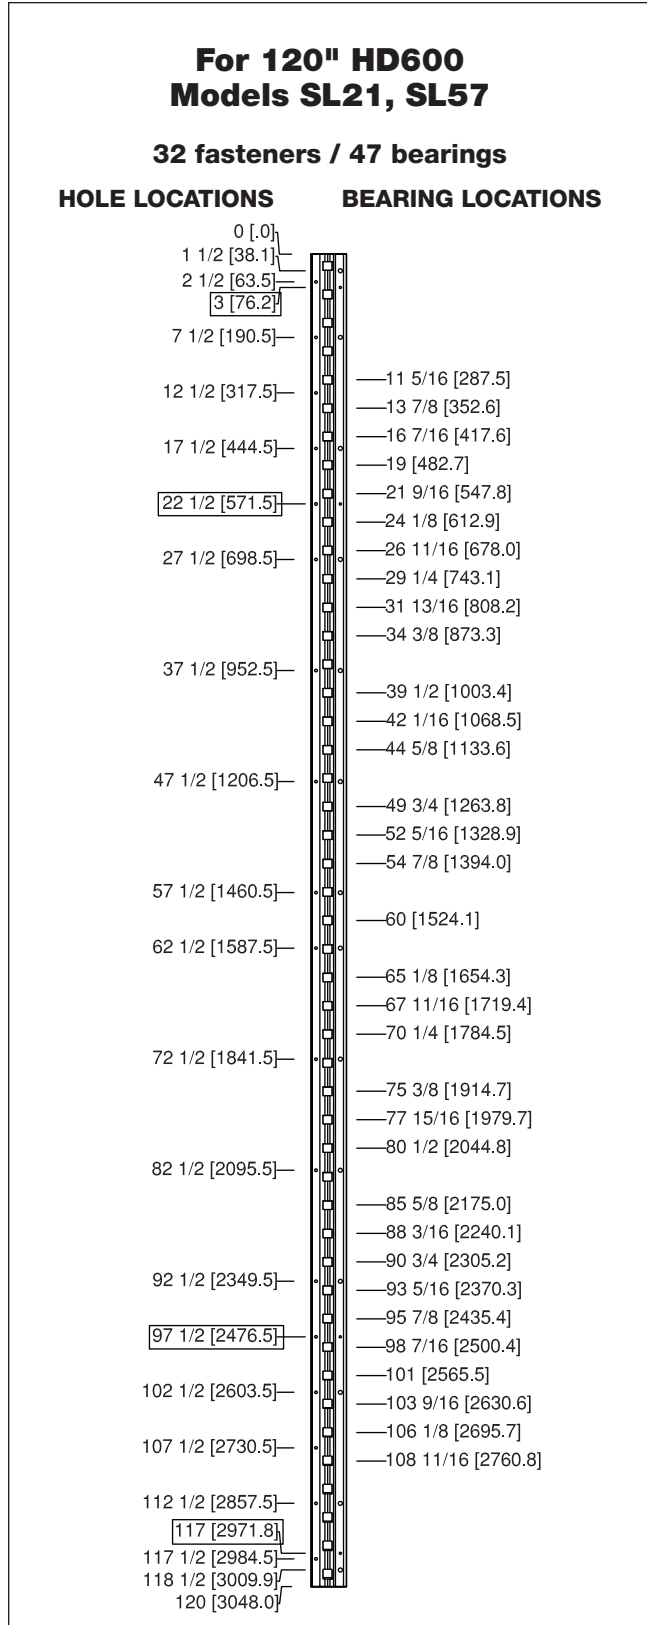 For 120" HD600
Models SL21, SL57
32 fasteners / 47 bearings
HOLE LOCATIONS
0 [.0]
1 1/2 [38.1]
2 1/2 [63.5]
3 [76.2]
7 1/2 [190.5]
12 1/2 [317.5]
17 1/2 [444.5]
22 1/2 [571.5]
27 1/2 [698.5]
37 1/2 [952.5]
47 1/2 [1206.5]
57 1/2 [1460.5]
62 1/2 [1587.5]
72 1/2 [1841.5]
82 1/2 [2095.5]
92 1/2 [2349.5]
97 1/2 [2476.5]
102 1/2 [2603.5]
107 1/2 [2730.5]
112 1/2 [2857.5]
117 [2971.8]
117 1/2 [2984.5]
118 1/2 [3009.9]
120 [3048.0]
BEARING LOCATIONS
11 5/16 [287.5]
13 7/8 [352.6]
16 7/16 [417.6]
19 [482.7]
21 9/16 [547.8]
24 1/8 [612.9]
26 11/16 [678.0]
29 1/4 [743.1]
31 13/16 [808.2]
34 3/8 [873.3]
39 1/2 [1003.4]
42 1/16 [1068.5]
44 5/8 [1133.6]
49 3/4 [1263.8]
52 5/16 [1328.9]
54 7/8 [1394.0]
60 [1524.1]
65 1/8 [1654.3]
67 11/16 [1719.4]
70 1/4 [1784.5]
75 3/8 [1914.7]
77 15/16 [1979.7]
80 1/2 [2044.8]
85 5/8 [2175.0]
88 3/16 [2240.1]
90 3/4 [2305.2]
93 5/16 [2370.3]
95 7/8 [2435.4]
98 7/16 [2500.4]
101 [2565.5]
103 9/16 [2630.6]
106 1/8 [2695.7]
108 11/16 [2760.8]